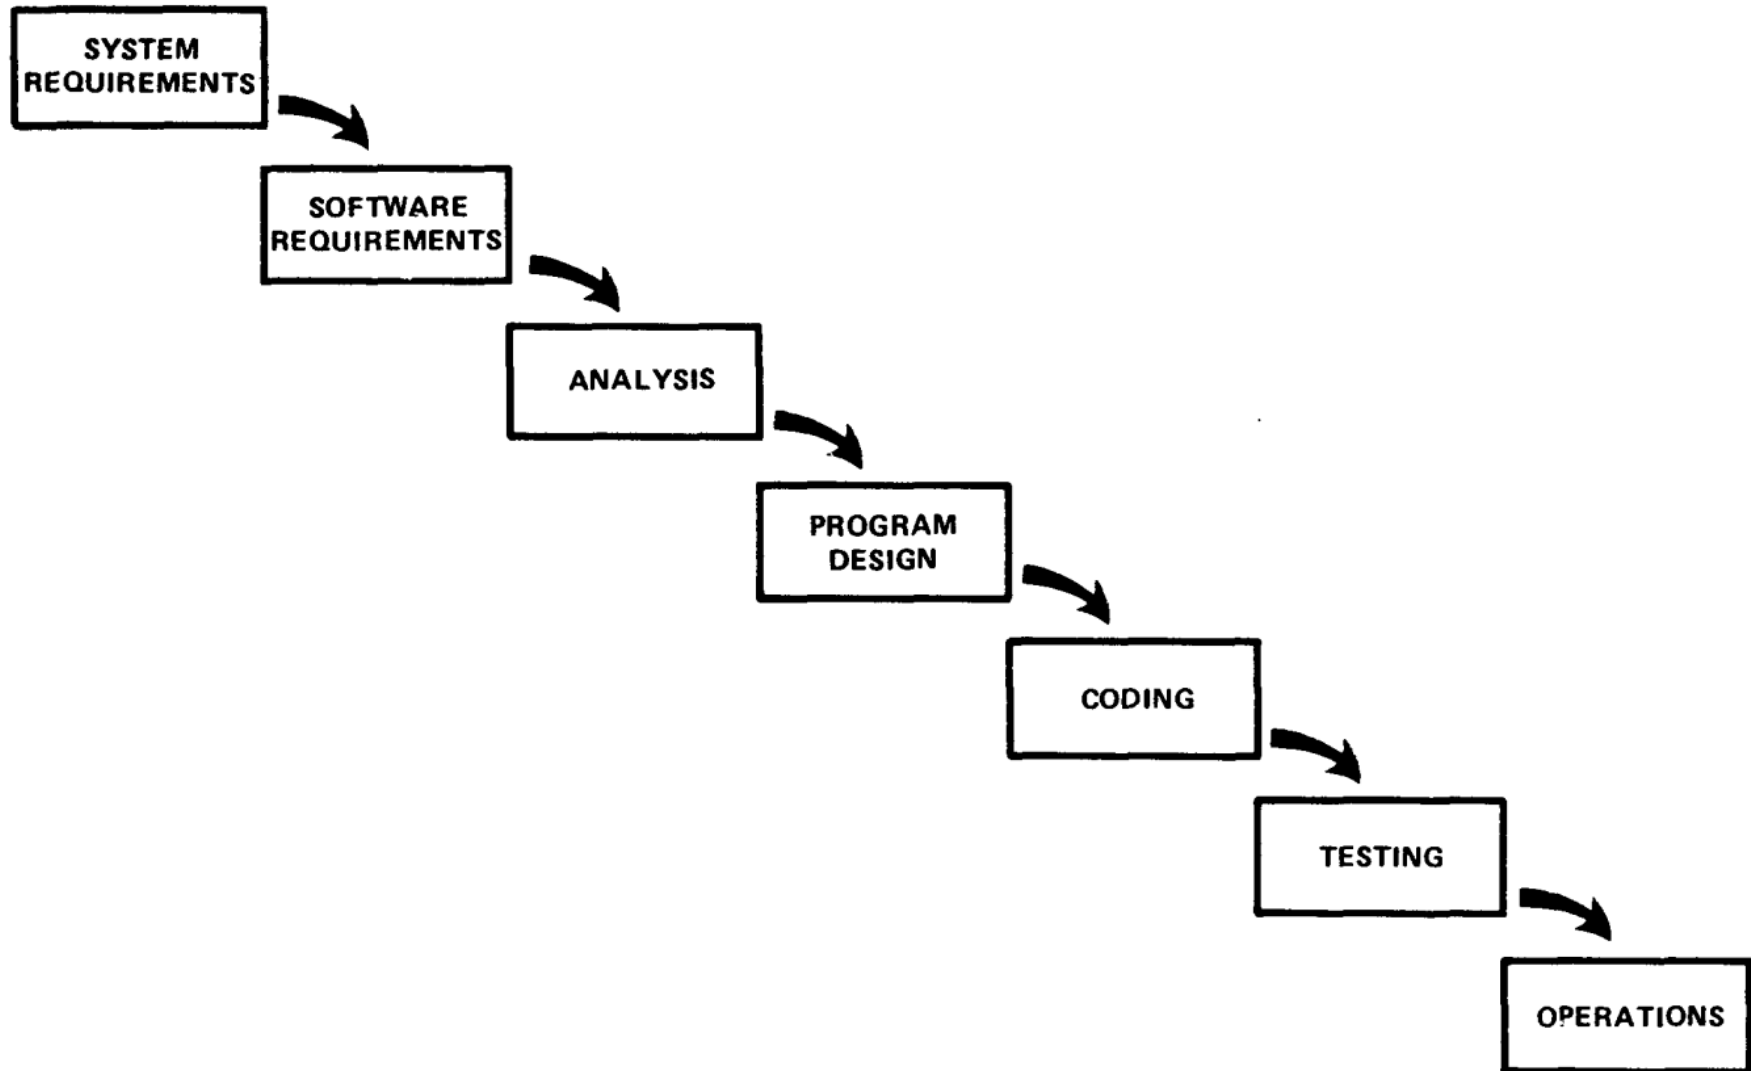 SYSTEM
REQUIREMENTS
SOFTWARE
REQUIREMENTS
ANALYSIS
PROGRAM
DESIGN
CODING
TESTING
OPERATIONS